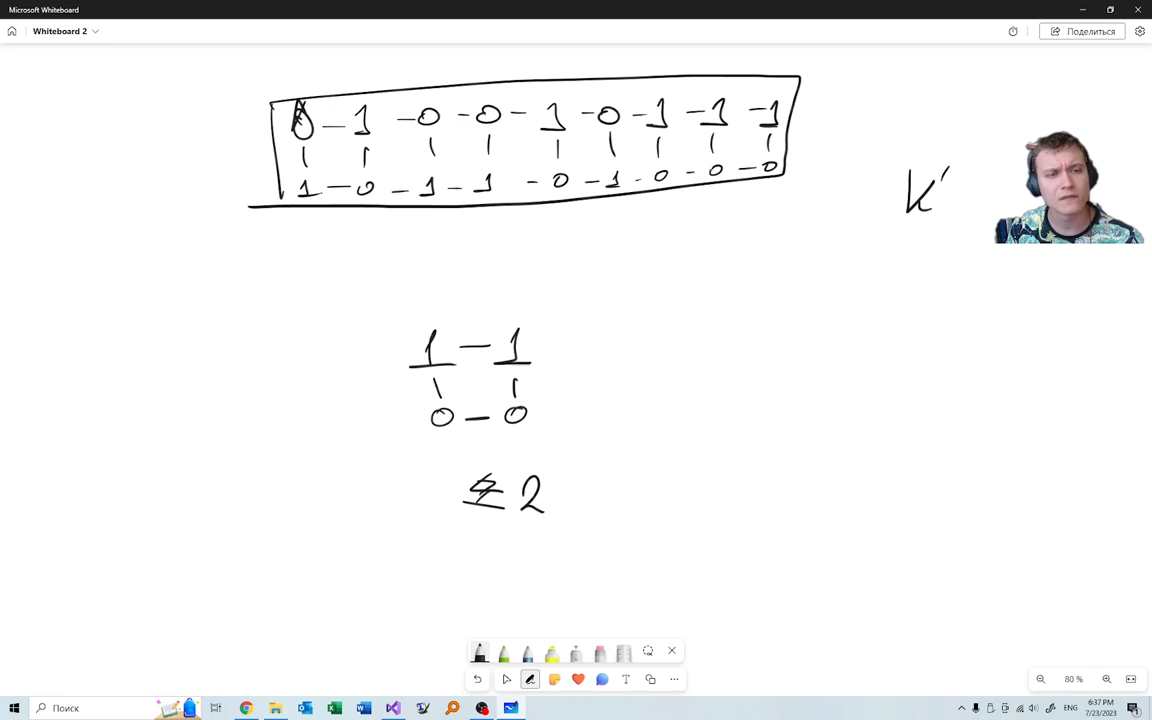 Microsoft Whiteboard
Whiteboard 2
Поделиться
0 – 1 – 0 – 0 – 1 – 0 – 1 – 1 – 1
1 – 0 – 1 – 1 – 0 – 1 - 0 - 0 – 0
K'
1 – 1
0 – 0
2
80 %
Поиск
ENG
6:37 PM
7/23/2023